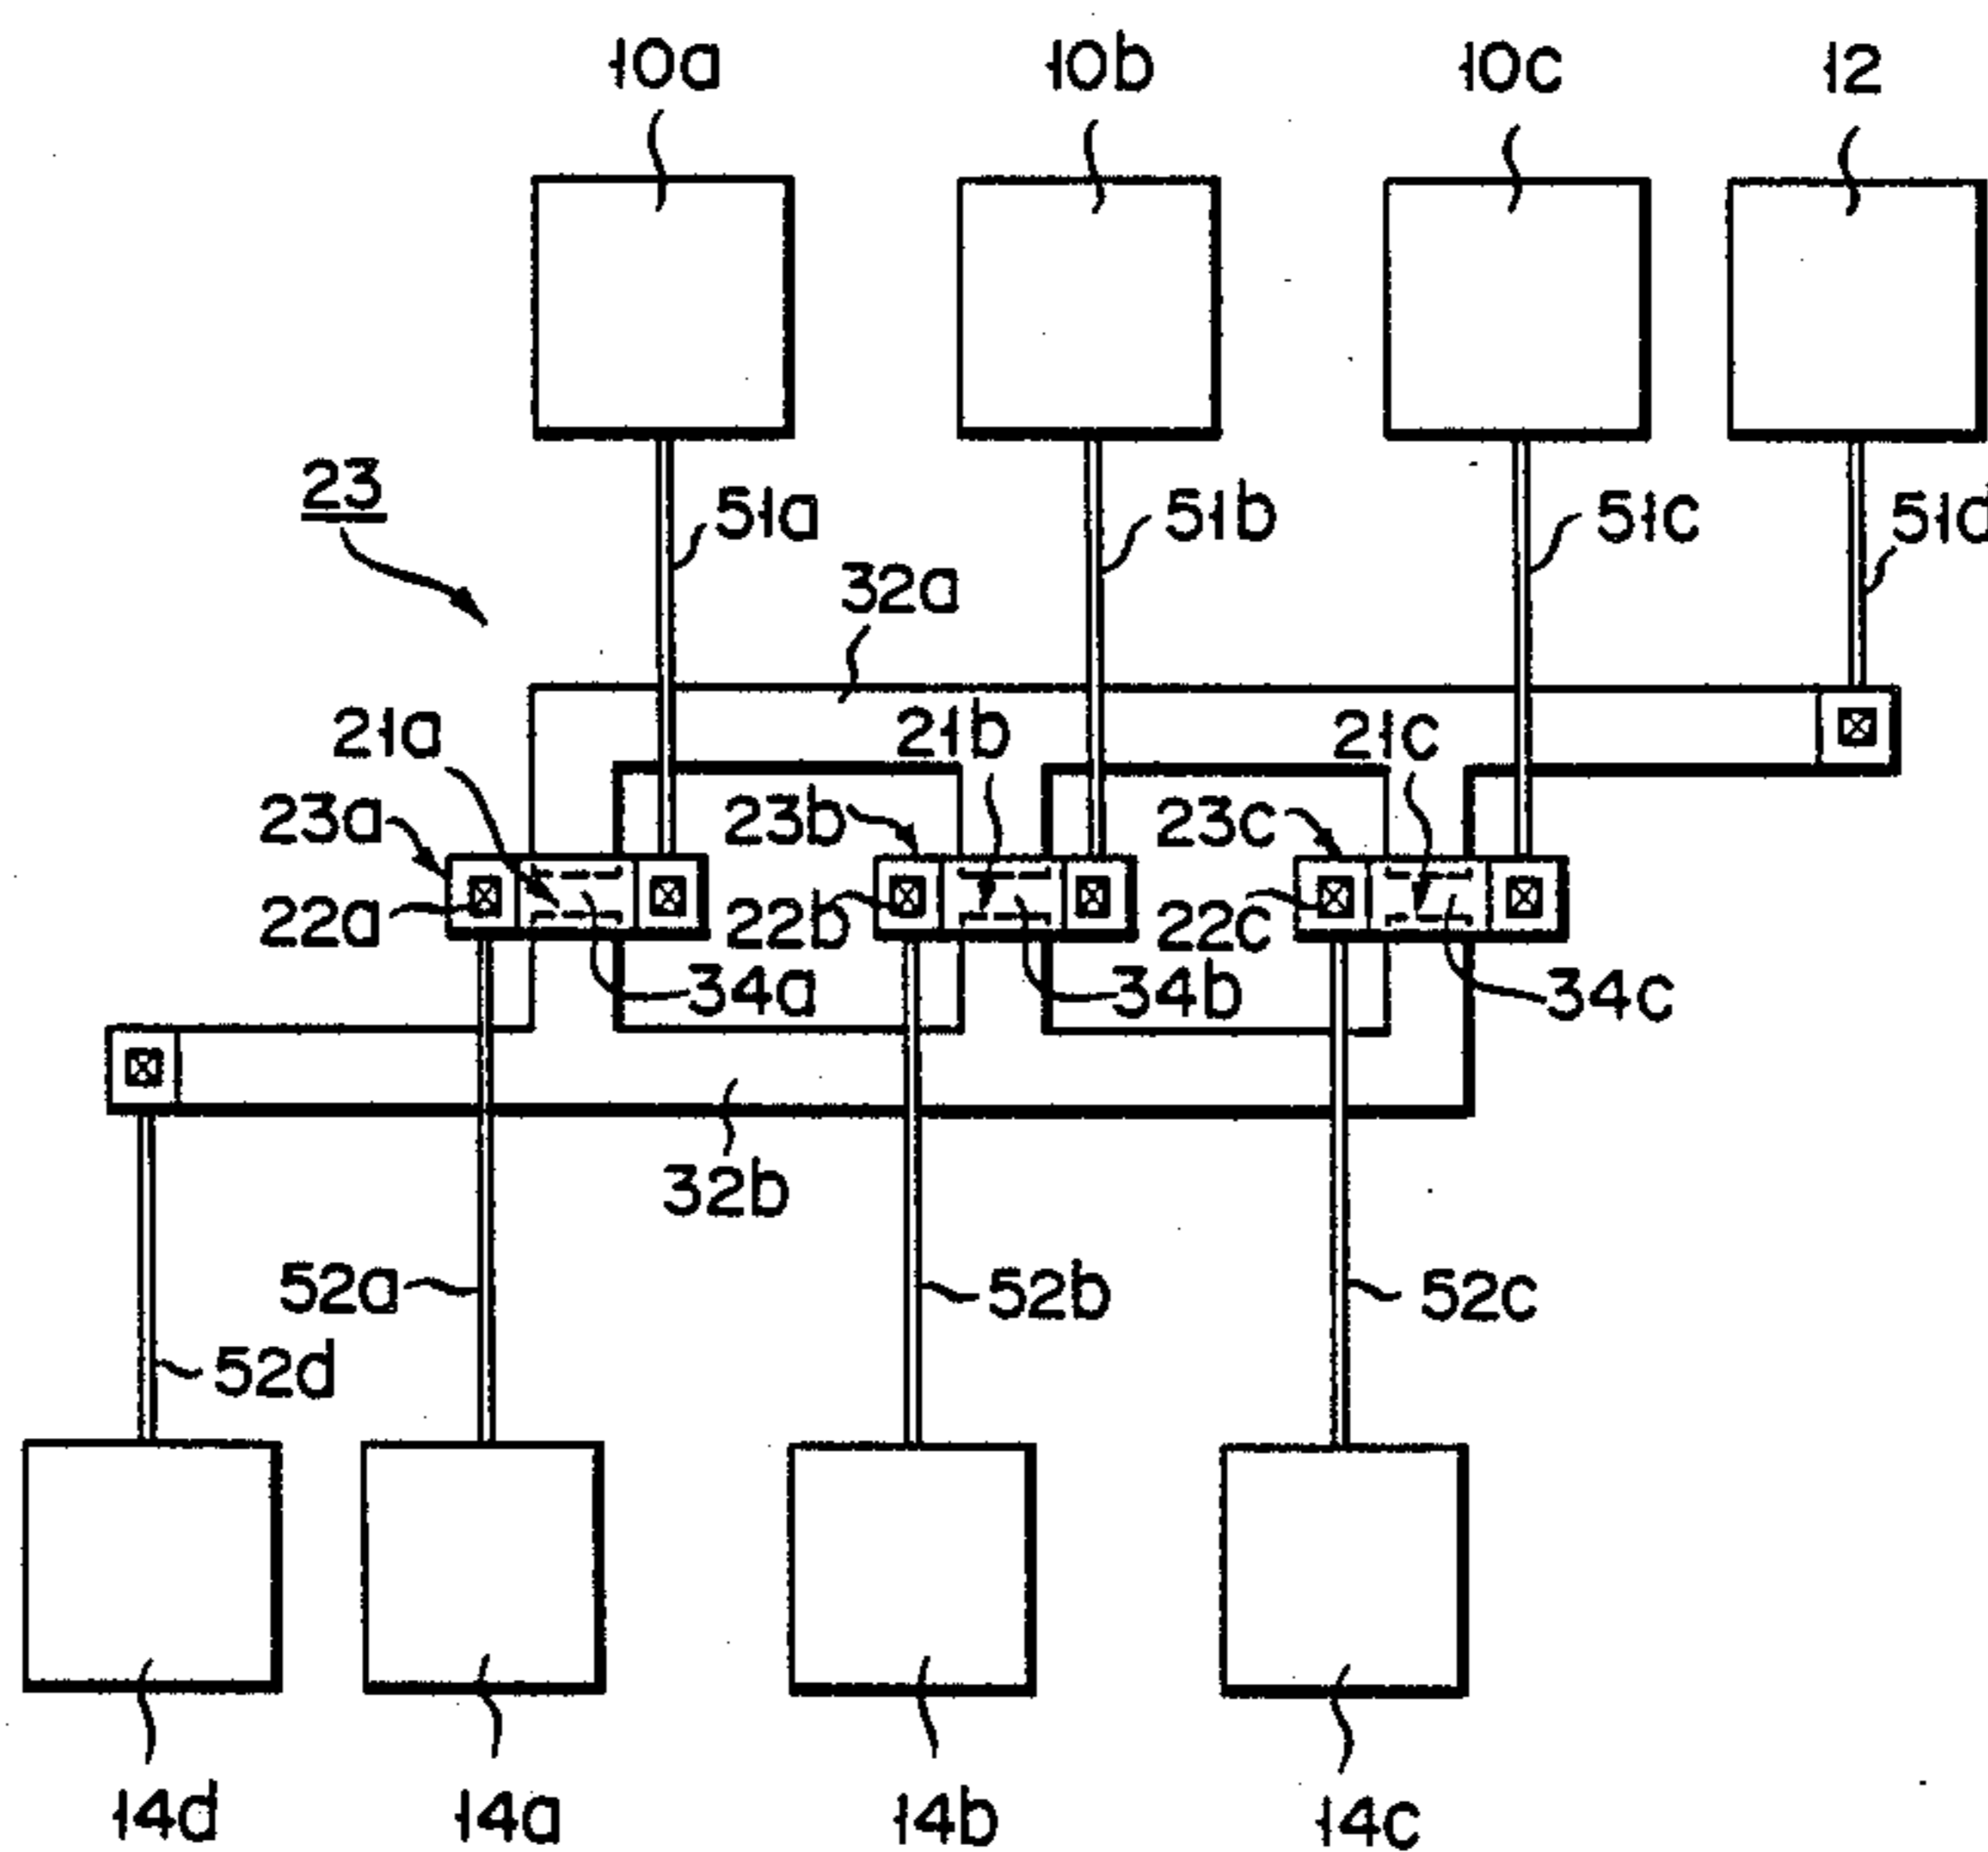 10a 10b 10c 12
23 51a 51b 51c 51d
32a
21a 21b 21c
23a 23b 23c
22a 22b 22c
34a 34b 34c
32b
52a 52b 52c
52d
14d 14a 14b 14c